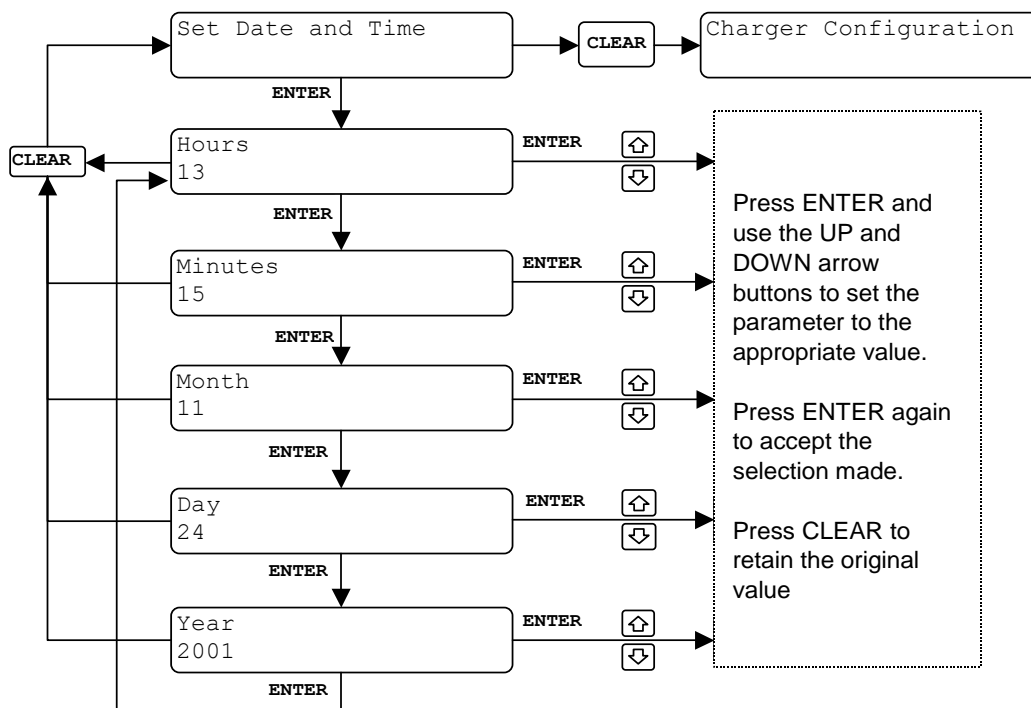 Set Date and Time
CLEAR
Charger Configuration
ENTER
CLEAR
Hours
13
ENTER
ENTER
Minutes
15
ENTER
ENTER
Month
11
ENTER
ENTER
Day
24
ENTER
ENTER
Year
2001
ENTER
ENTER
Press ENTER and
use the UP and
DOWN arrow
buttons to set the
parameter to the
appropriate value.
Press ENTER again
to accept the
selection made.
Press CLEAR to
retain the original
value